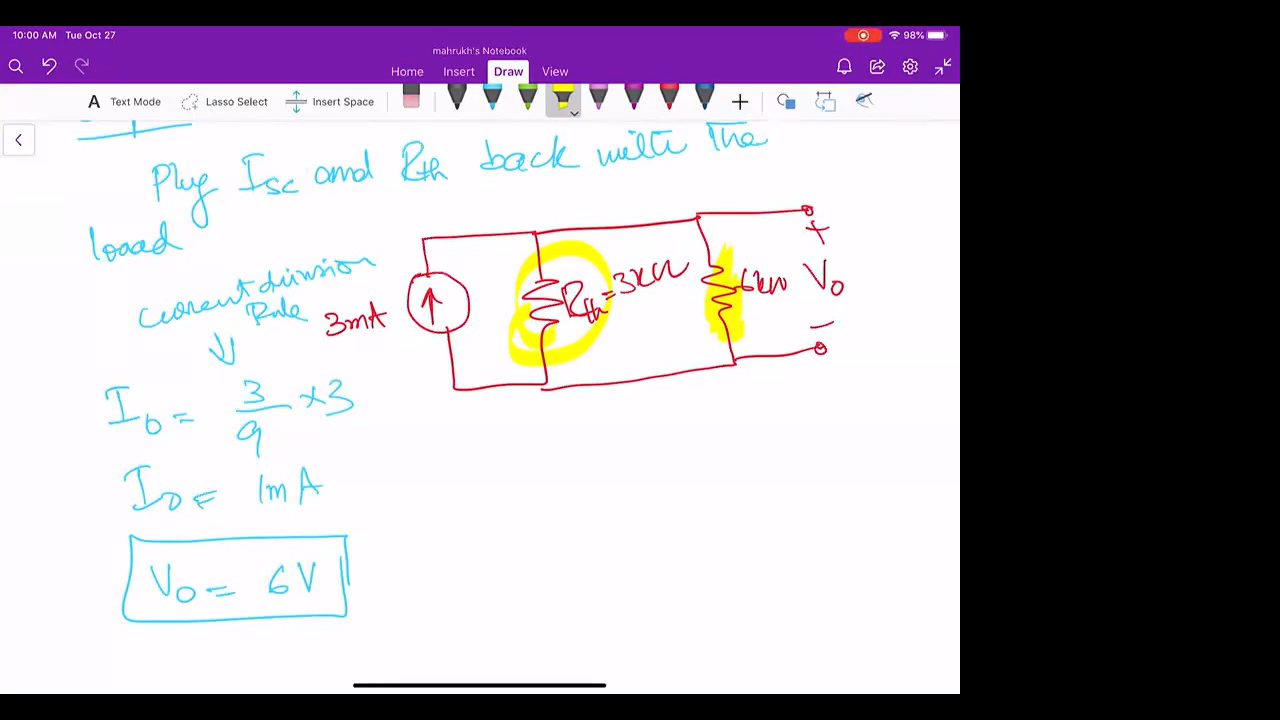 10:00 AM Tue Oct 27
98%
mahrukh's Notebook
Home Insert Draw View
Text Mode Lasso Select Insert Space
Plug Isc and Rth back with the
load
current division
Rule
3mA
Rth=3kΩ
6kΩ
+
Vo
−
Io = 3/9 ×3
Io = 1mA
Vo = 6V